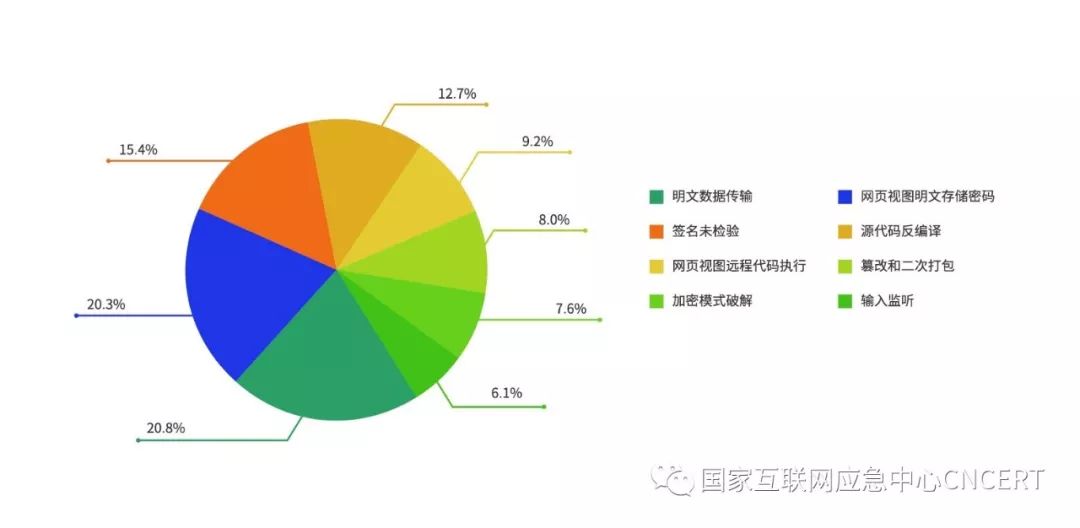 12.7%
15.4%
9.2%
8.0%
20.3%
7.6%
6.1%
20.8%
明文数据传输
网页视图明文存储密码
签名未检验
源代码反编译
网页视图远程代码执行
篡改和二次打包
加密模式破解
输入监听
国家互联网应急中心CNCERT